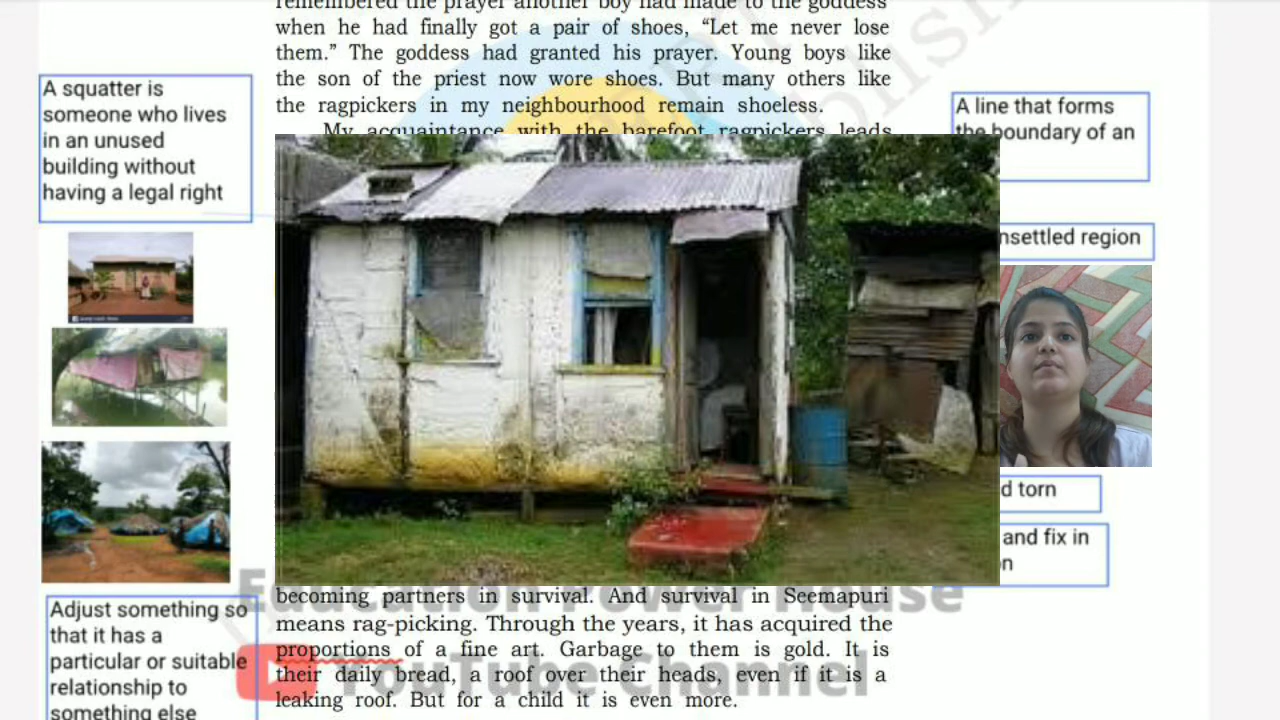 remembered the prayer another boy had made to the goddess
when he had finally got a pair of shoes, “Let me never lose
them.” The goddess had granted his prayer. Young boys like
the son of the priest now wore shoes. But many others like
the ragpickers in my neighbourhood remain shoeless.
My acquaintance with the barefoot ragpickers leads
A squatter is
someone who lives
in an unused
building without
having a legal right
A line that forms
the boundary of an
nsettled region
d torn
and fix in
n
Adjust something so
that it has a
particular or suitable
relationship to
something else
becoming partners in survival. And survival in Seemapuri
means rag-picking. Through the years, it has acquired the
proportions of a fine art. Garbage to them is gold. It is
their daily bread, a roof over their heads, even if it is a
leaking roof. But for a child it is even more.
Education Power House
YouTube Channel